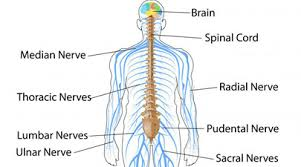 Brain
Spinal Cord
Median Nerve
Radial Nerve
Thoracic Nerves
Pudental Nerve
Lumbar Nerves
Ulnar Nerve
Sacral Nerves